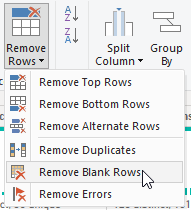 Remove
Rows
Split
Column
Group
By
Remove Top Rows
Remove Bottom Rows
Remove Alternate Rows
Remove Duplicates
Remove Blank Rows
Remove Errors